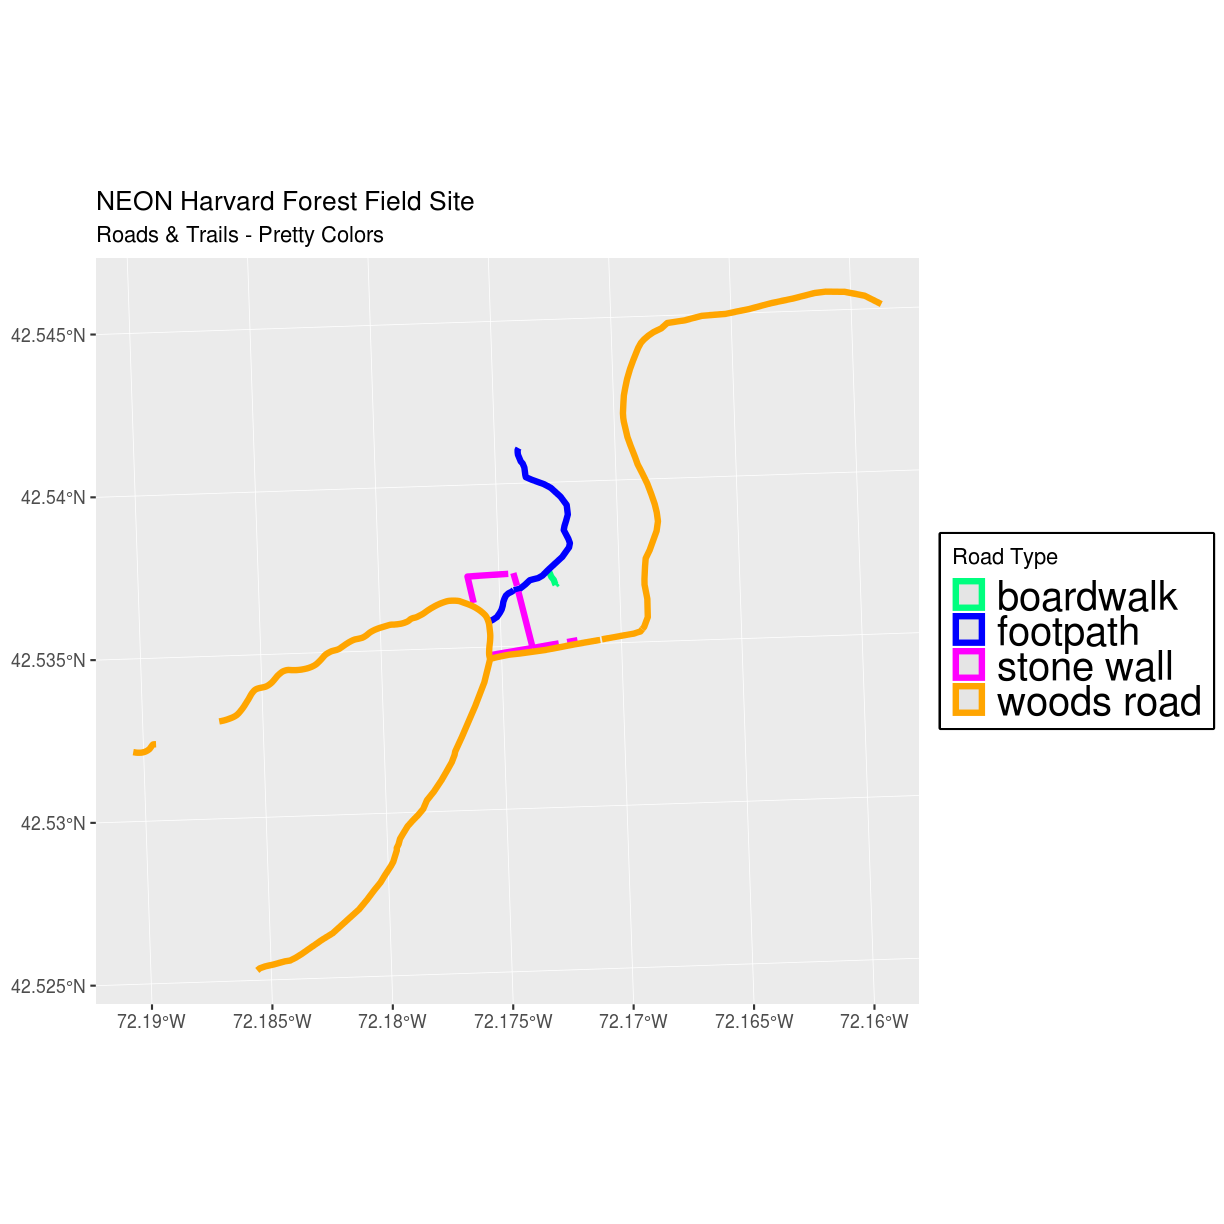 NEON Harvard Forest Field Site
Roads & Trails - Pretty Colors
42.545°N
42.54°N
42.535°N
42.53°N
42.525°N
72.19°W
72.185°W
72.18°W
72.175°W
72.17°W
72.165°W
72.16°W
Road Type
boardwalk
footpath
stone wall
woods road